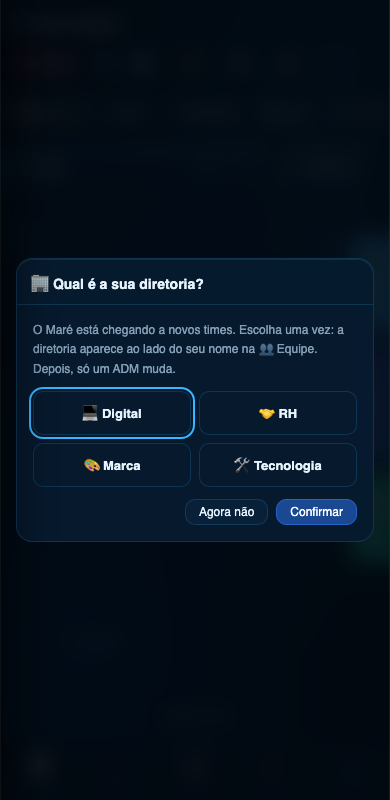 🏢 Qual é a sua diretoria?
O Maré está chegando a novos times. Escolha uma vez: a
diretoria aparece ao lado do seu nome na 👥 Equipe.
Depois, só um ADM muda.
💻 Digital
🤝 RH
🎨 Marca
🛠️ Tecnologia
Agora não
Confirmar